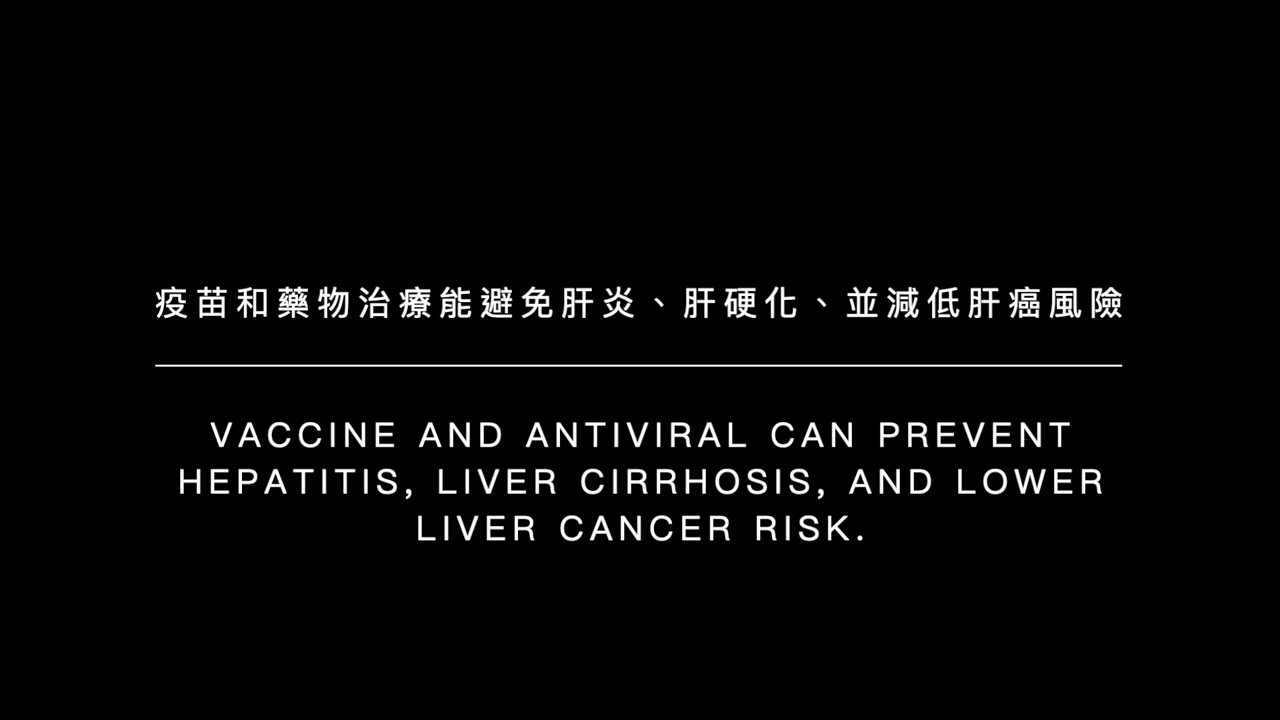 疫苗和藥物治療能避免肝炎、肝硬化、並減低肝癌風險
VACCINE AND ANTIVIRAL CAN PREVENT
HEPATITIS, LIVER CIRRHOSIS, AND LOWER
LIVER CANCER RISK.